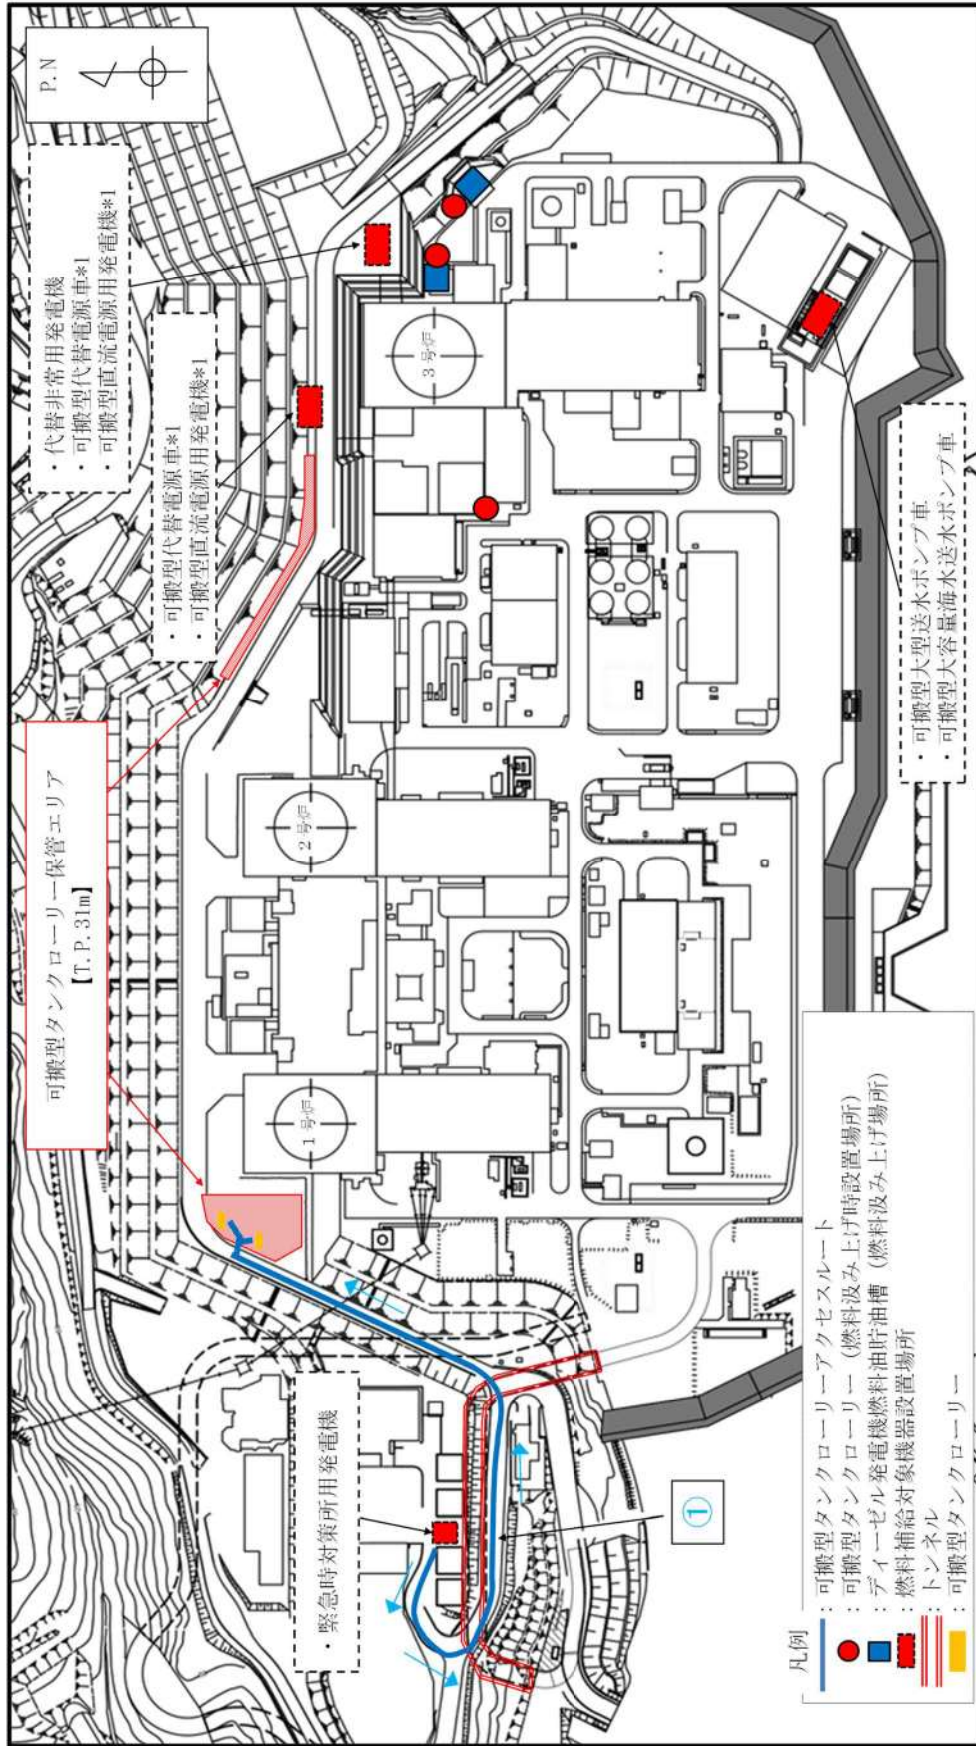 P.N
・代替非常用発電機
・可搬型代替電源車*1
・可搬型直流電源用発電機*1
・可搬型代替電源車*1
・可搬型直流電源用発電機*1
可搬型タンクローリー保管エリア
【T.P.31m】
・緊急時対策所用発電機
1号炉
2号炉
3号炉
①
・可搬型大型送水ポンプ車
・可搬型大容量海水送水ポンプ車
凡例
：可搬型タンクローリーアクセスルート
：可搬型タンクローリー（燃料汲み上げ時設置場所）
：ディーゼル発電機燃料油貯油槽（燃料汲み上げ場所）
：燃料補給対象機器設置場所
：トンネル
：可搬型タンクローリー